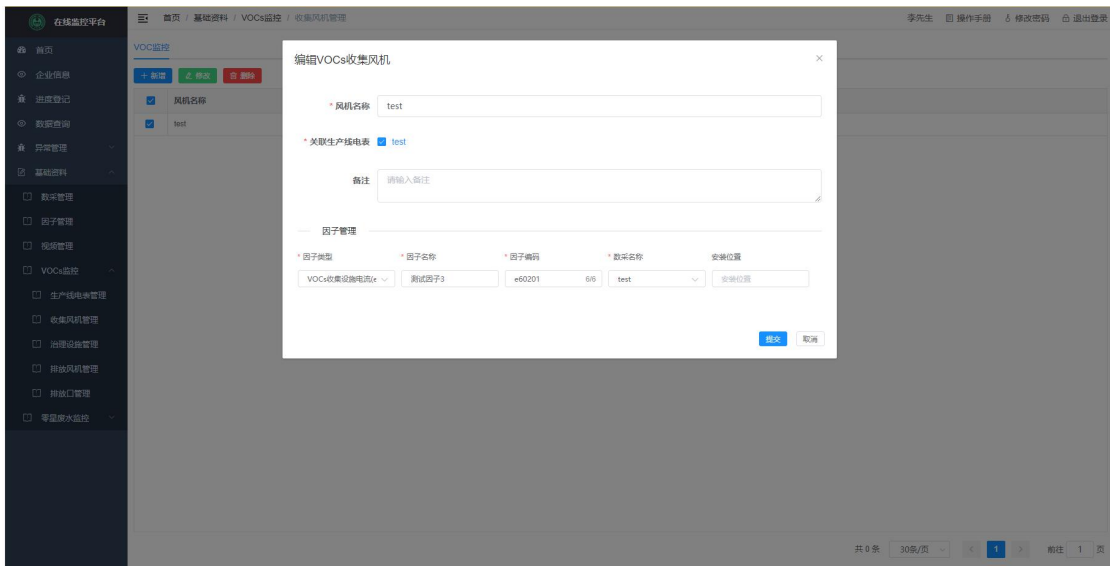 在线监控平台
首页 / 基础资料 / VOCs监控 / 收集风机管理
李先生 操作手册 修改密码 退出登录
首页
企业信息
进度登记
数据查询
异常管理
基础资料
数采管理
因子管理
视频管理
VOCs监控
生产线电表管理
收集风机管理
治理设施管理
排放风机管理
排放口管理
零星废水监控
VOC监控
+ 新增 修改 删除
风机名称
test
编辑VOCs收集风机
* 风机名称 test
* 关联生产线电表 test
备注 请输入备注
因子管理
* 因子类型 * 因子名称 * 因子编码 * 数采名称 安装位置
VOCs收集设施电流(e 测试因子3 e60201 6/6 test 安装位置
提交 取消
共 0 条 30条/页 1 前往 1 页